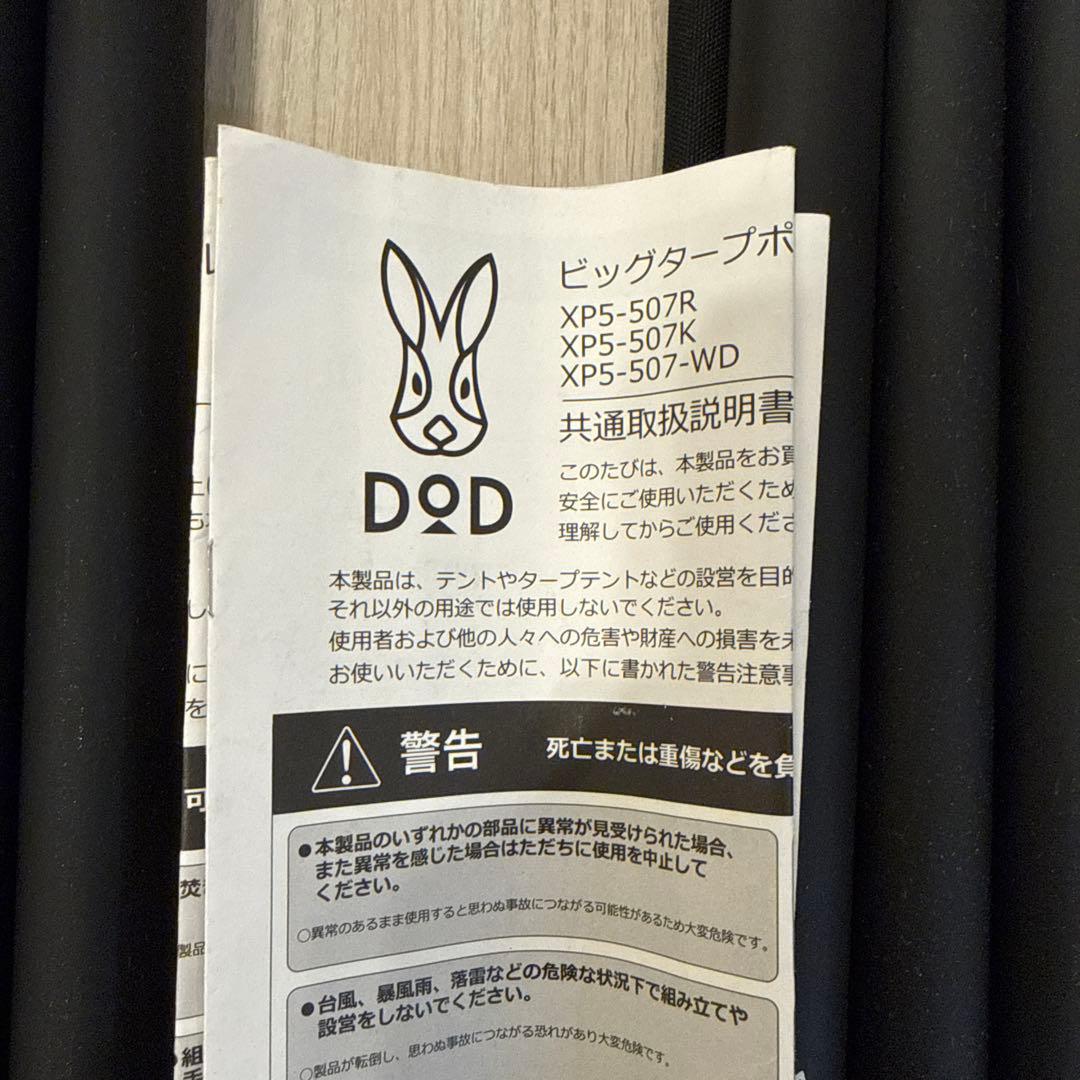 ビッグタープポ
XP5-507R
XP5-507K
XP5-507-WD
共通取扱説明書
このたびは、本製品をお買
安全にご使用いただくため
理解してからご使用くださ
DOD
本製品は、テントやタープテントなどの設営を目的
それ以外の用途では使用しないでください。
使用者および他の人々への危害や財産への損害を未
お使いいただくために、以下に書かれた警告注意事
警告 死亡または重傷などを負
●本製品のいずれかの部品に異常が見受けられた場合、
また異常を感じた場合はただちに使用を中止して
ください。
○異常のあるまま使用すると思わぬ事故につながる可能性があるため大変危険です。
●台風、暴風雨、落雷などの危険な状況下で組み立てや
設営をしないでください。
○製品が転倒し、思わぬ事故につながる恐れがあり大変危険です。
し
に
を
可
焚
製品
組